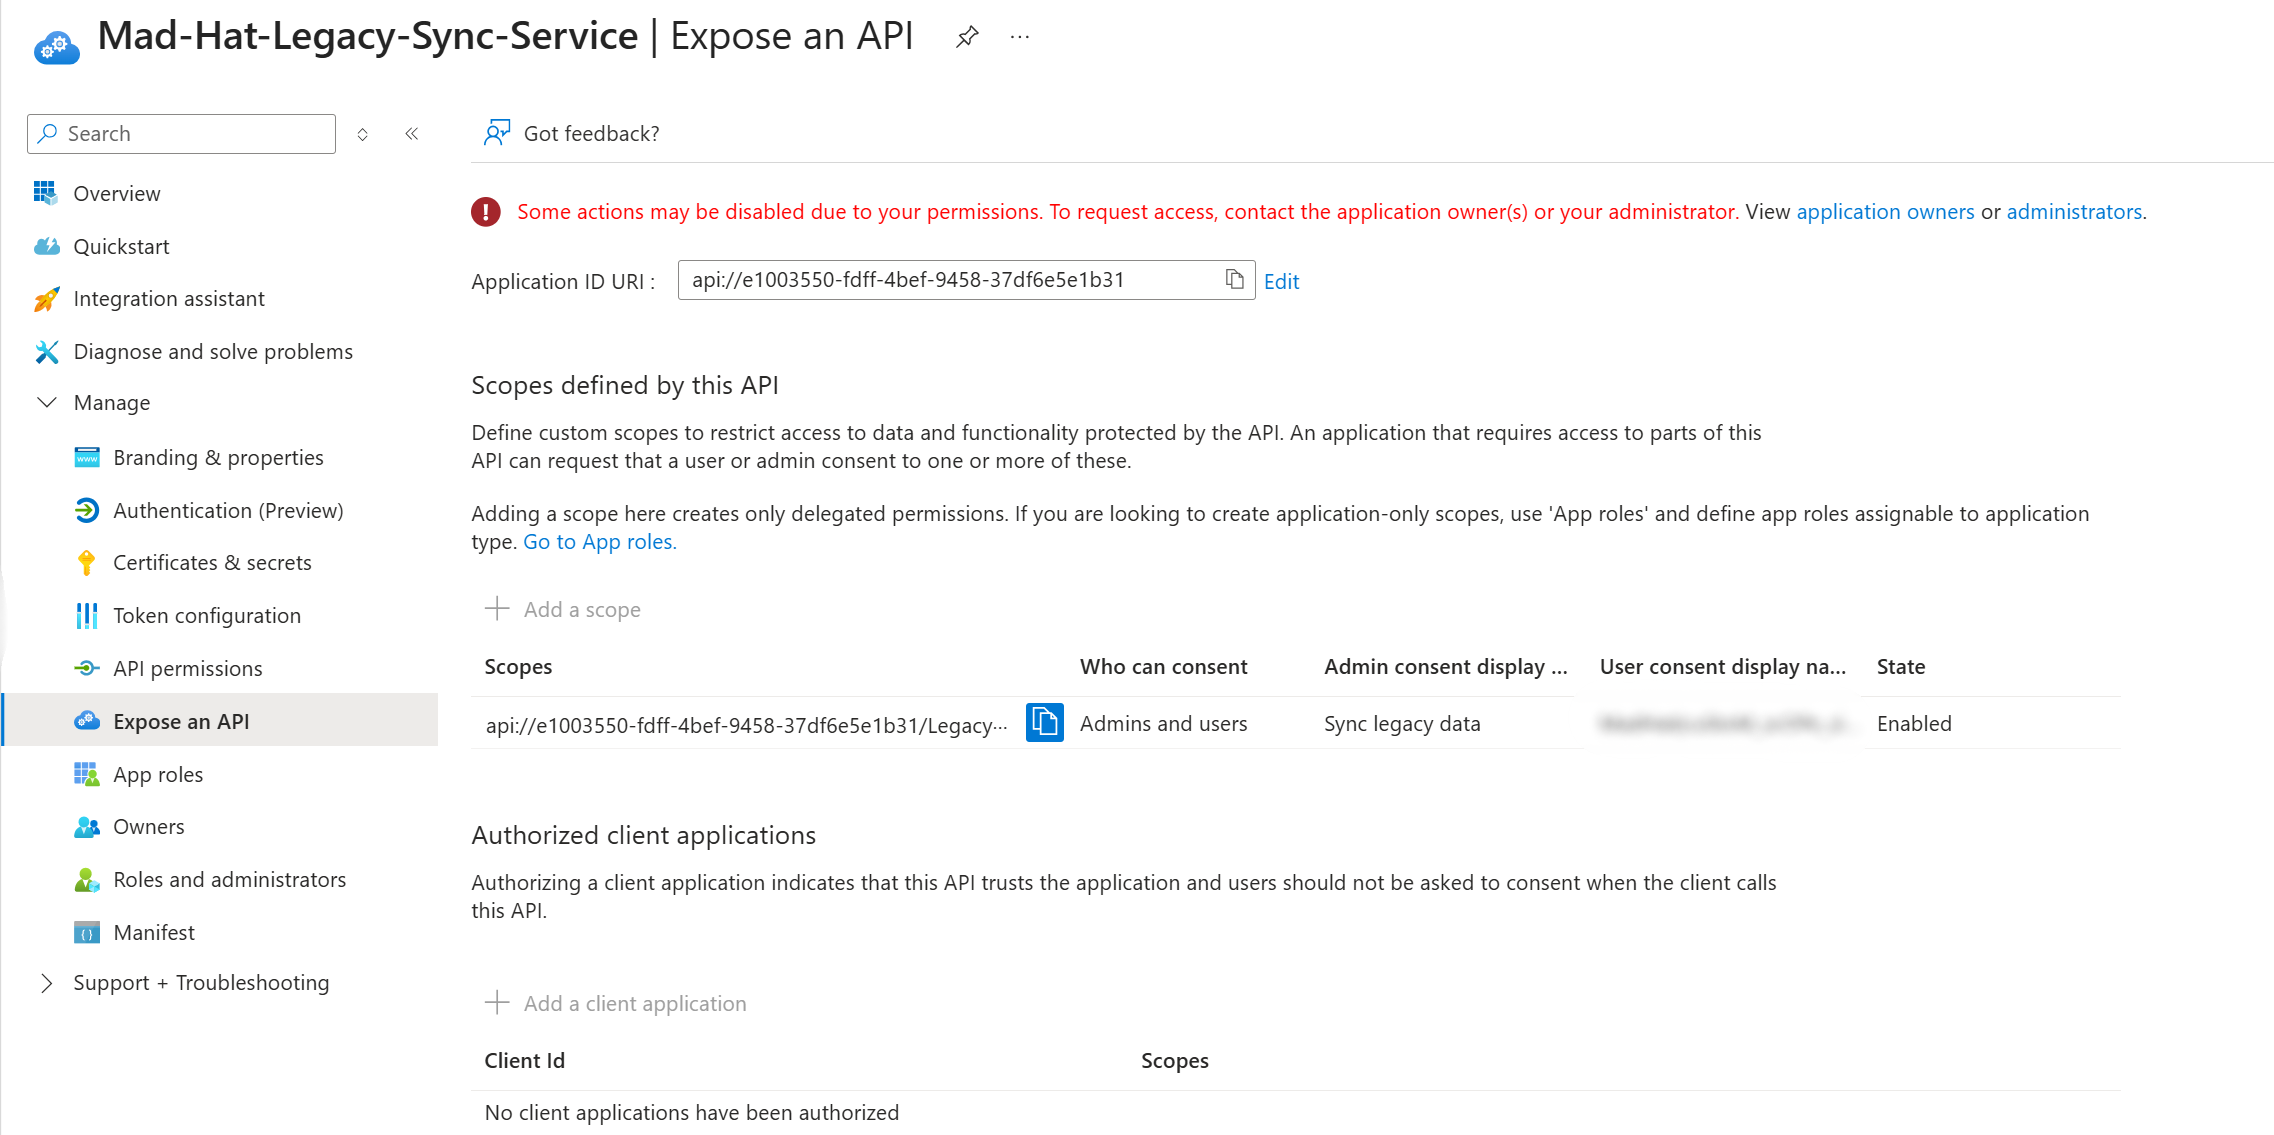 Mad-Hat-Legacy-Sync-Service | Expose an API
Search
Got feedback?
Overview
Quickstart
Integration assistant
Diagnose and solve problems
Manage
Branding & properties
Authentication (Preview)
Certificates & secrets
Token configuration
API permissions
Expose an API
App roles
Owners
Roles and administrators
Manifest
Support + Troubleshooting
Some actions may be disabled due to your permissions. To request access, contact the application owner(s) or your administrator. View application owners or administrators.
Application ID URI : api://e1003550-fdff-4bef-9458-37df6e5e1b31 Edit
Scopes defined by this API
Define custom scopes to restrict access to data and functionality protected by the API. An application that requires access to parts of this
API can request that a user or admin consent to one or more of these.
Adding a scope here creates only delegated permissions. If you are looking to create application-only scopes, use 'App roles' and define app roles assignable to application
type. Go to App roles.
Add a scope
Scopes Who can consent Admin consent display ... User consent display na... State
api://e1003550-fdff-4bef-9458-37df6e5e1b31/Legacy... Admins and users Sync legacy data Enabled
Authorized client applications
Authorizing a client application indicates that this API trusts the application and users should not be asked to consent when the client calls
this API.
Add a client application
Client Id Scopes
No client applications have been authorized